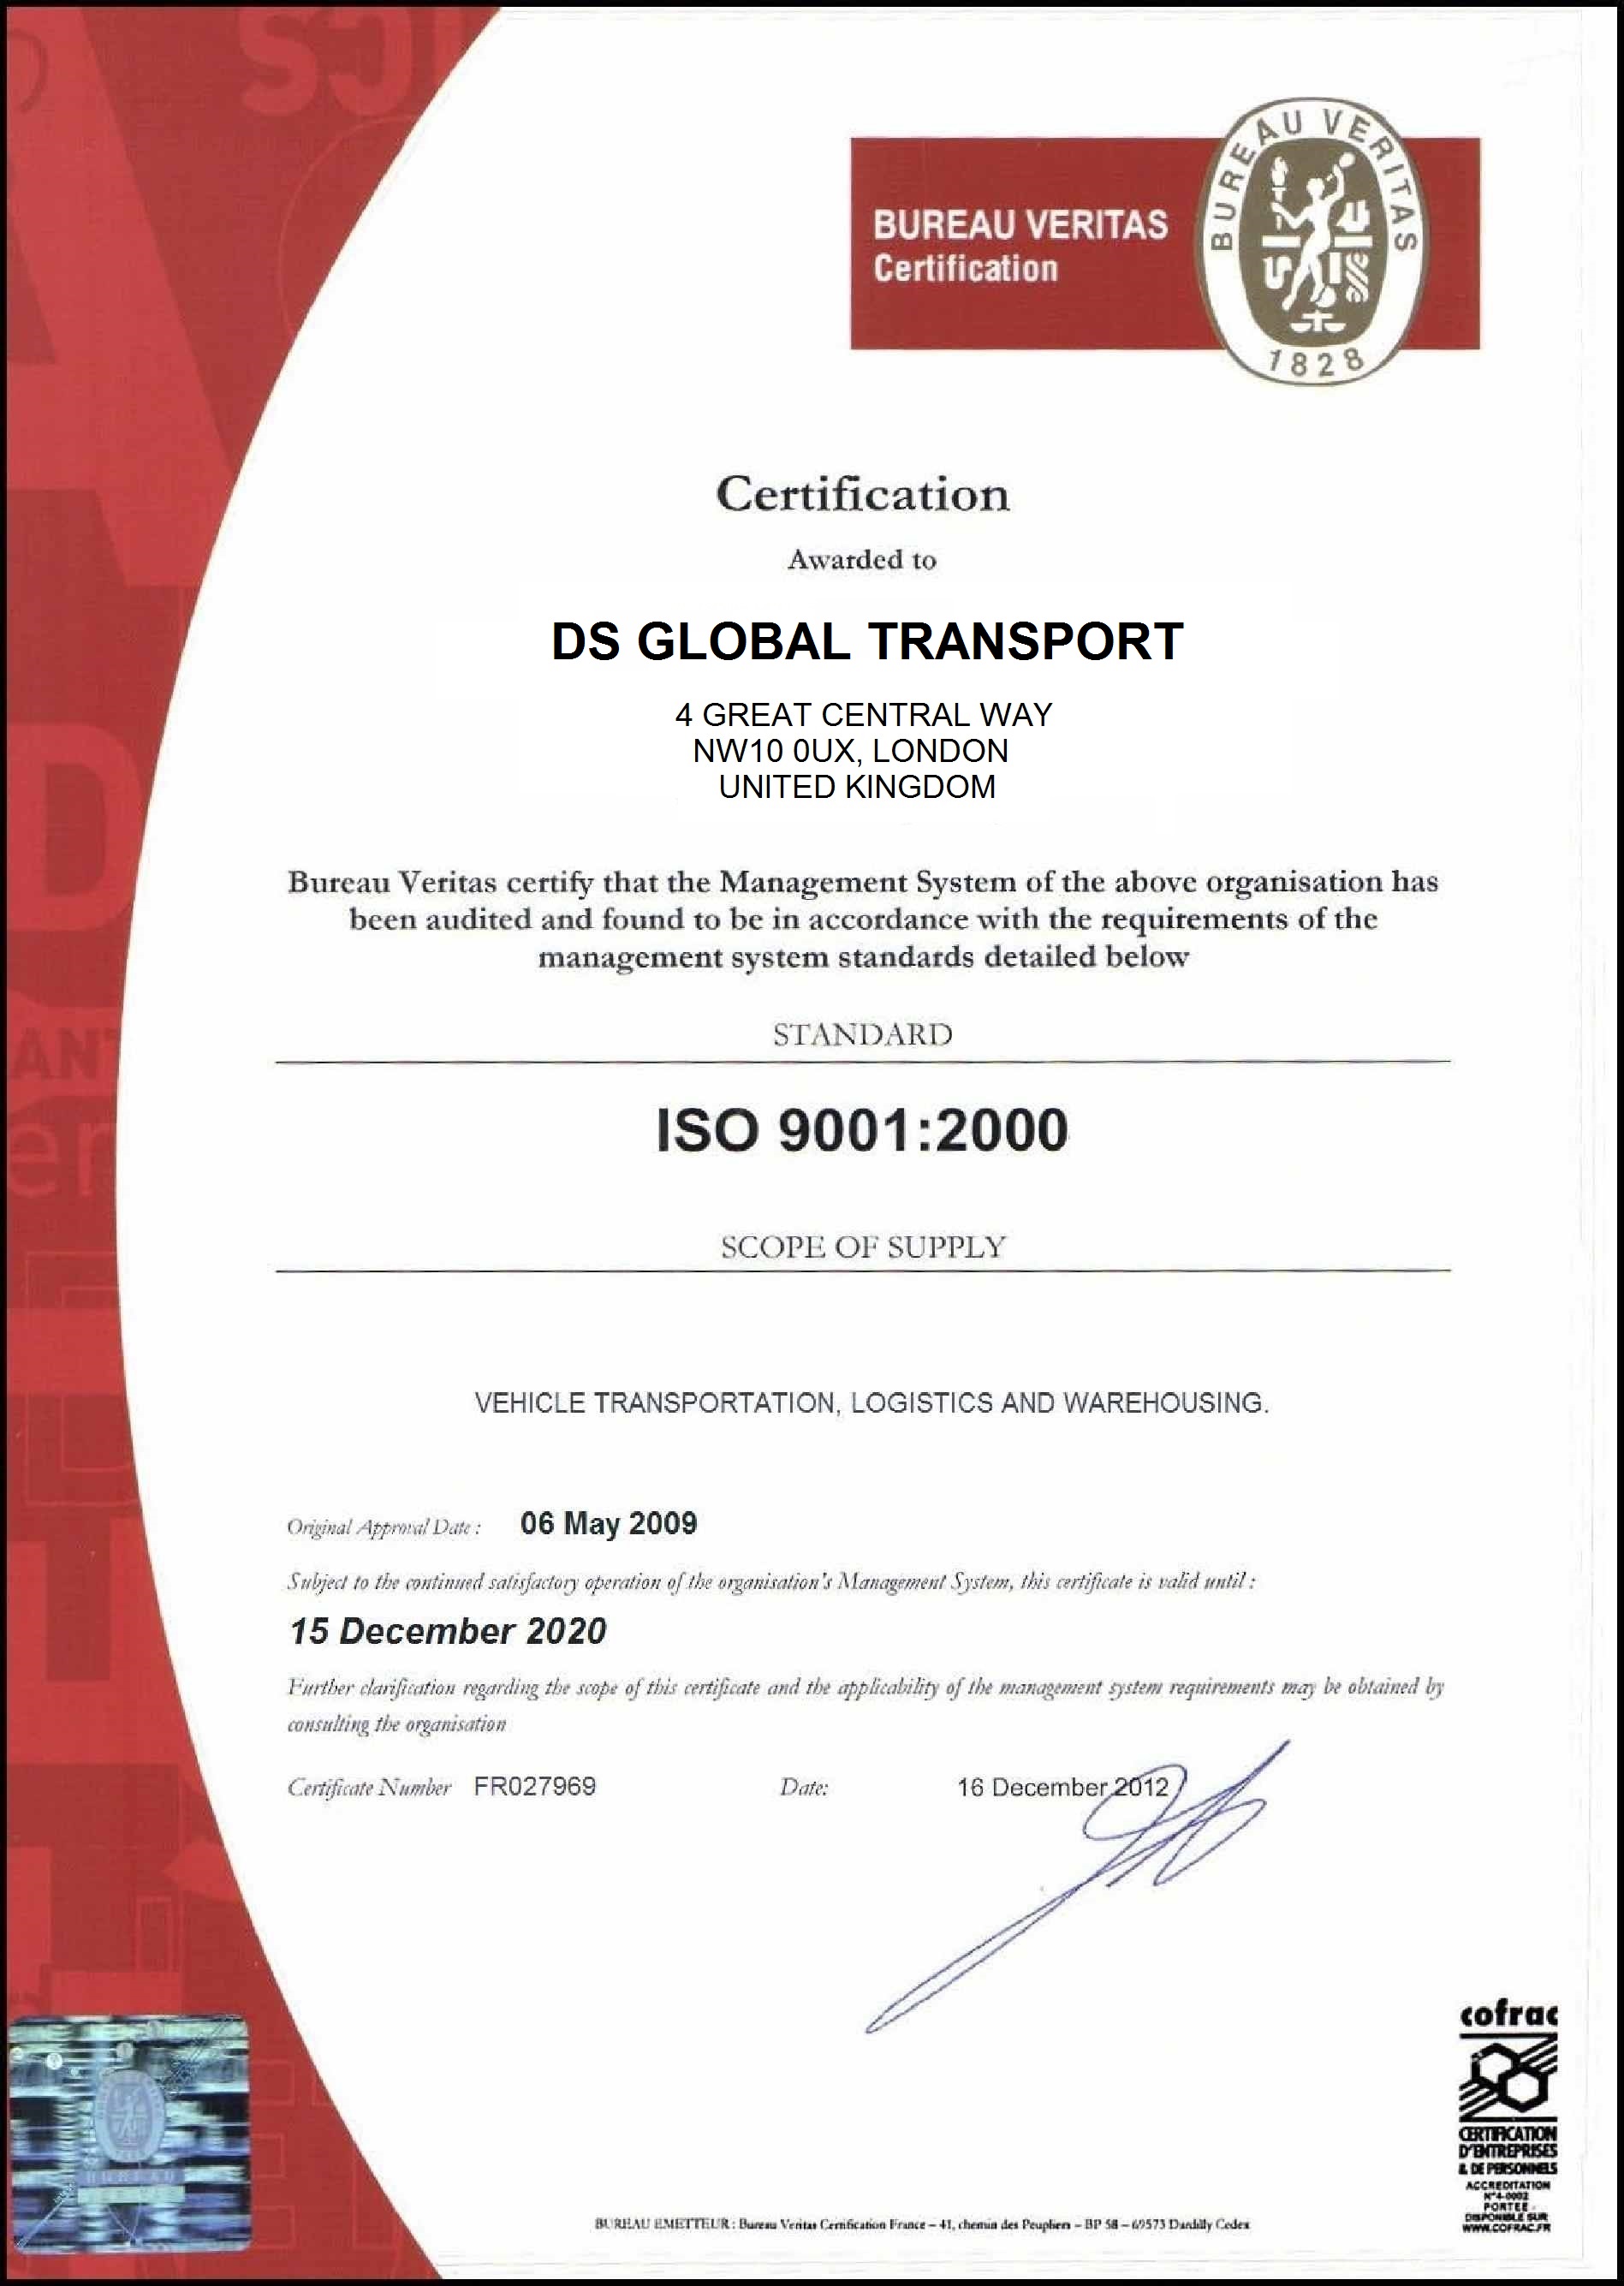 BUREAU VERITAS
Certification
BUREAU VERITAS
1828
Certification
Awarded to
DS GLOBAL TRANSPORT
4 GREAT CENTRAL WAY
NW10 0UX, LONDON
UNITED KINGDOM
Bureau Veritas certify that the Management System of the above organisation has
been audited and found to be in accordance with the requirements of the
management system standards detailed below
STANDARD
ISO 9001:2000
SCOPE OF SUPPLY
VEHICLE TRANSPORTATION, LOGISTICS AND WAREHOUSING.
Original Approval Date : 06 May 2009
Subject to the continued satisfactory operation of the organisation's Management System, this certificate is valid until :
15 December 2020
Further clarification regarding the scope of this certificate and the applicability of the management system requirements may be obtained by
consulting the organisation
Certificate Number FR027969 Date: 16 December 2012
cofrac
CERTIFICATION
D'ENTREPRISES
& DE PERSONNELS
ACCREDITATION
N°4-0002
PORTEE
DISPONIBLE SUR
WWW.COFRAC.FR
BUREAU
BUREAU EMETTEUR : Bureau Veritas Certification France – 41, chemin des Peupliers – BP 58 – 69573 Dardilly Cedex